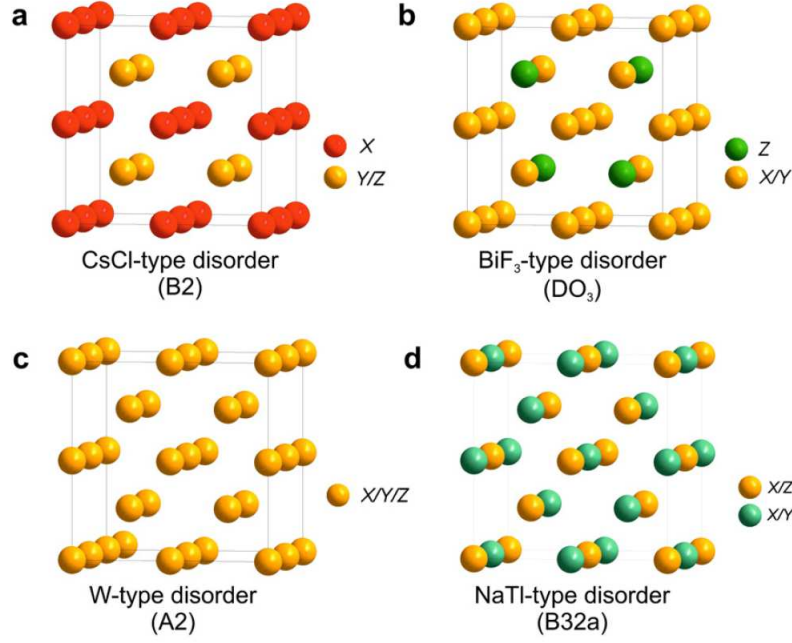 a
X
Y/Z
CsCl-type disorder
(B2)
b
Z
X/Y
BiF₃-type disorder
(DO₃)
c
X/Y/Z
W-type disorder
(A2)
d
X/Z
X/Y
NaTl-type disorder
(B32a)